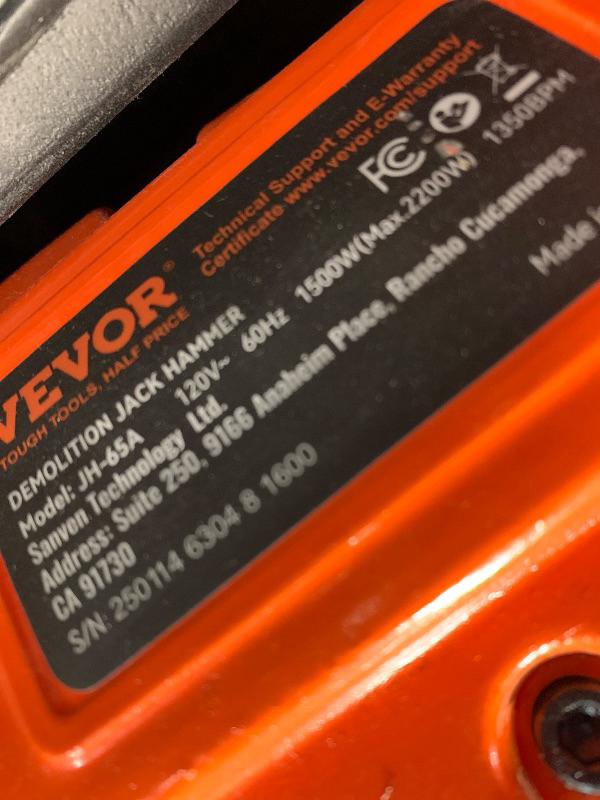 VEVOR®
TOUGH TOOLS, HALF PRICE
Technical Support and E-Warranty
Certificate www.vevor.com/support
FC
DEMOLITION JACK HAMMER
Model: JH-65A 120V~ 60Hz 1500W(Max.2200W) 1350BPM
Sanven Technology Ltd.
Address: Suite 250, 9166 Anaheim Place, Rancho Cucamonga,
CA 91730
S/N: 250114 6304 8 1600
Made